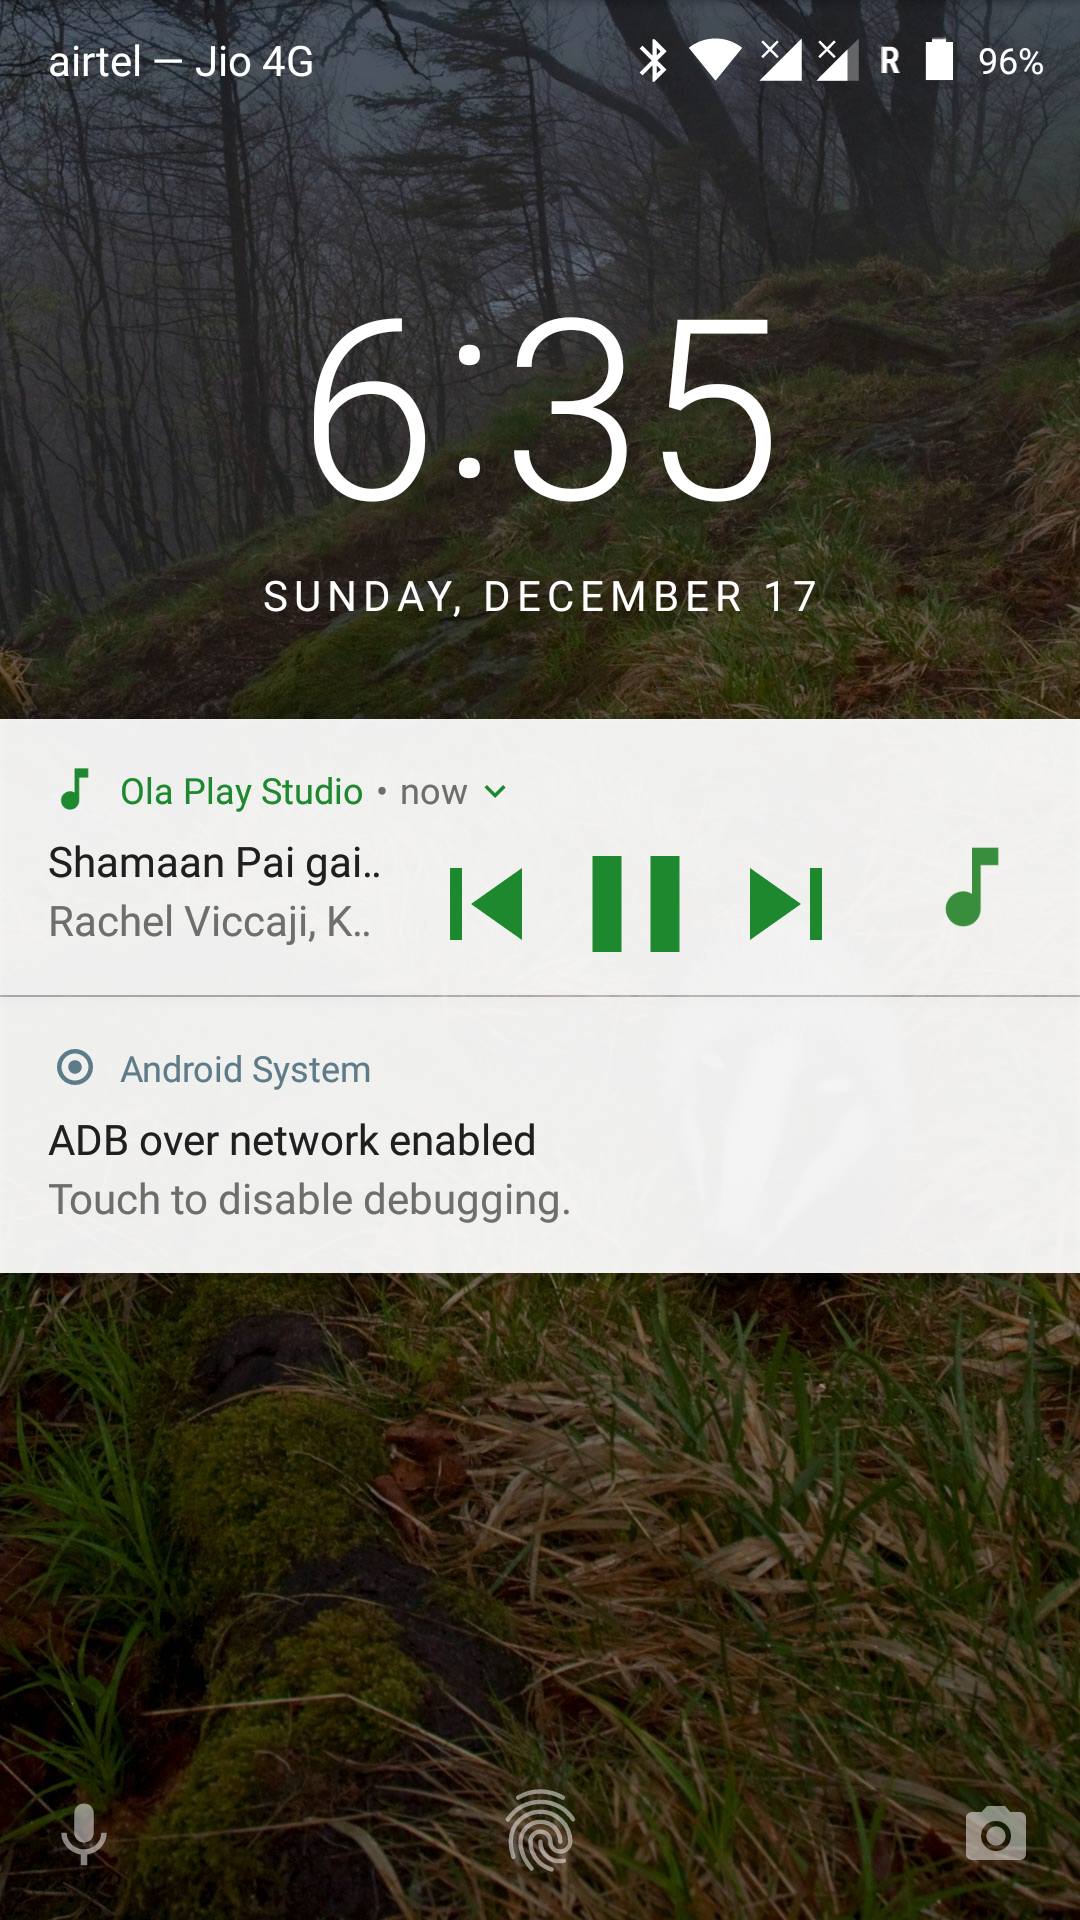 airtel — Jio 4G R 96%
6:35
SUNDAY, DECEMBER 17
Ola Play Studio • now
Shamaan Pai gai..
Rachel Viccaji, K..
Android System
ADB over network enabled
Touch to disable debugging.